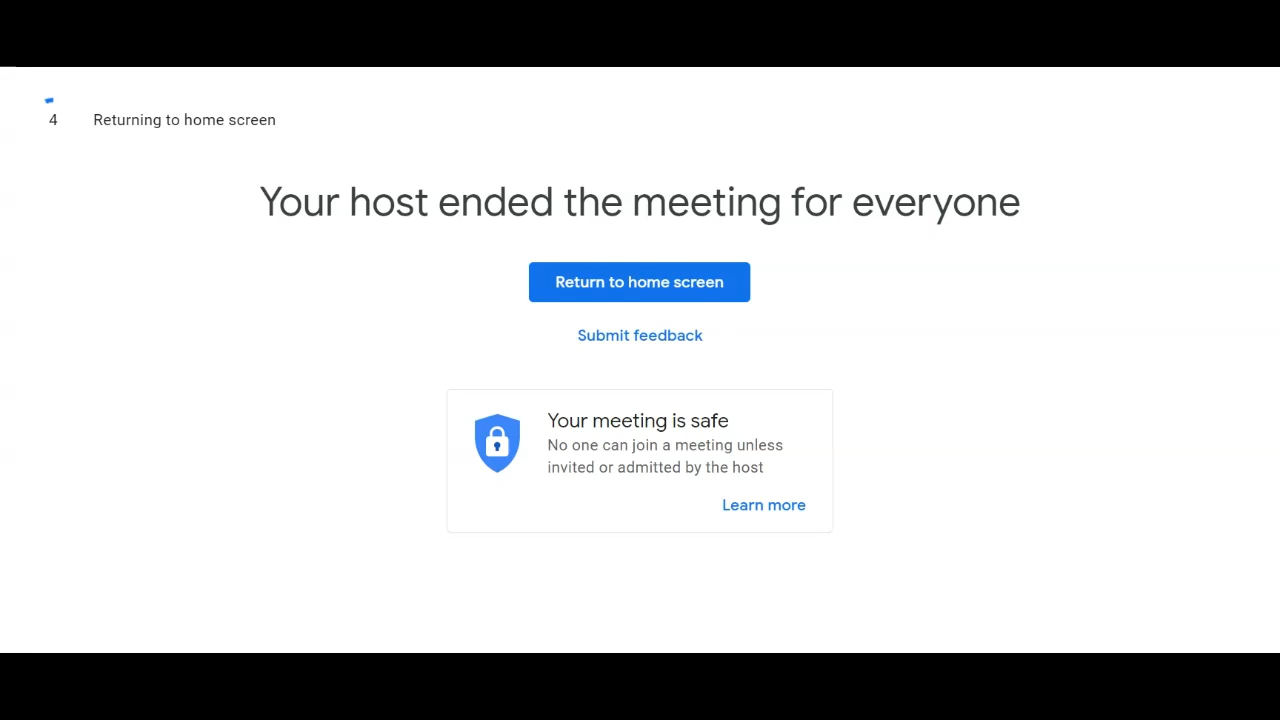 4 Returning to home screen
Your host ended the meeting for everyone
Return to home screen
Submit feedback
Your meeting is safe
No one can join a meeting unless
invited or admitted by the host
Learn more